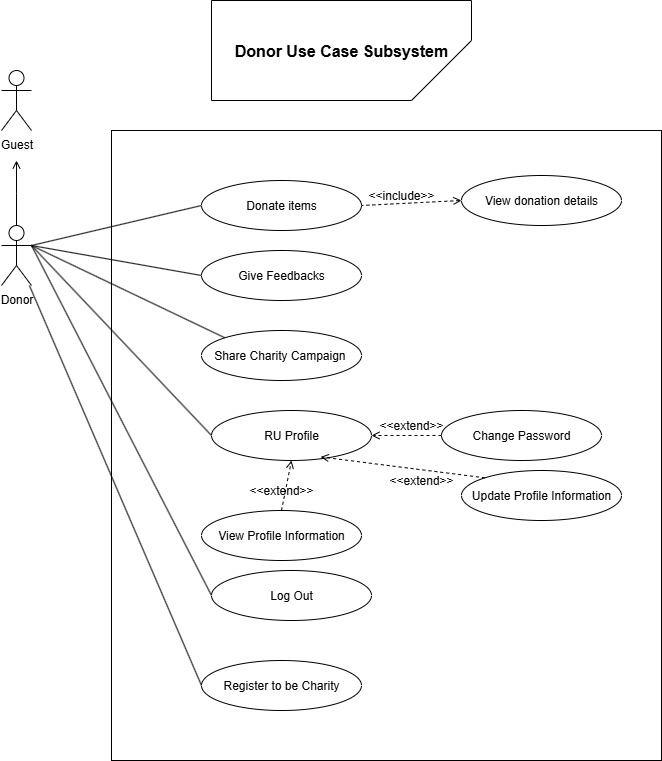 Donor Use Case Subsystem
Guest
Donor
Donate items
<<include>>
View donation details
Give Feedbacks
Share Charity Campaign
RU Profile
<<extend>>
Change Password
<<extend>>
<<extend>>
Update Profile Information
View Profile Information
Log Out
Register to be Charity